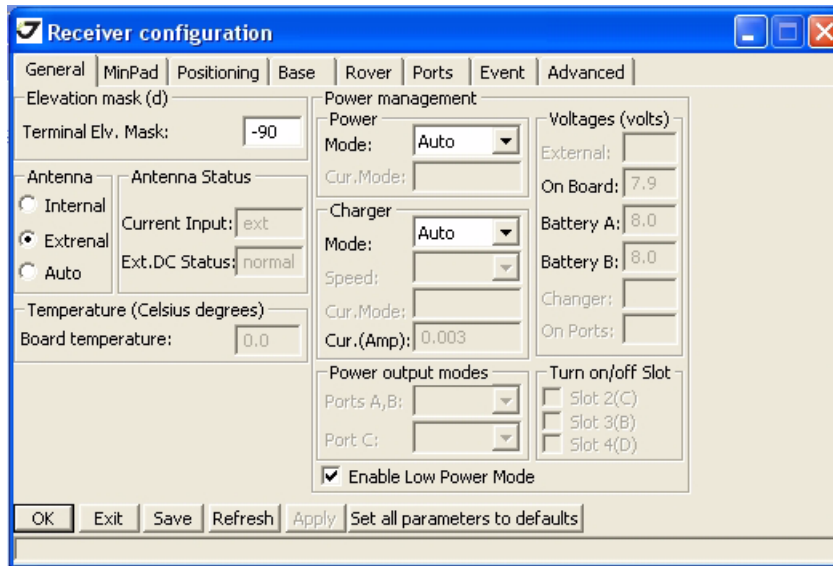 Receiver configuration
General MinPad Positioning Base Rover Ports Event Advanced
Elevation mask (d)
Terminal Elv. Mask: -90
Antenna
Internal
Extrenal
Auto
Antenna Status
Current Input: ext
Ext.DC Status: normal
Temperature (Celsius degrees)
Board temperature: 0.0
Power management
Power
Mode: Auto
Cur.Mode:
Charger
Mode: Auto
Speed:
Cur.Mode:
Cur.(Amp): 0.003
Power output modes
Ports A,B:
Port C:
Enable Low Power Mode
Voltages (volts)
External:
On Board: 7.9
Battery A: 8.0
Battery B: 8.0
Changer:
On Ports:
Turn on/off Slot
Slot 2(C)
Slot 3(B)
Slot 4(D)
OK Exit Save Refresh Apply Set all parameters to defaults